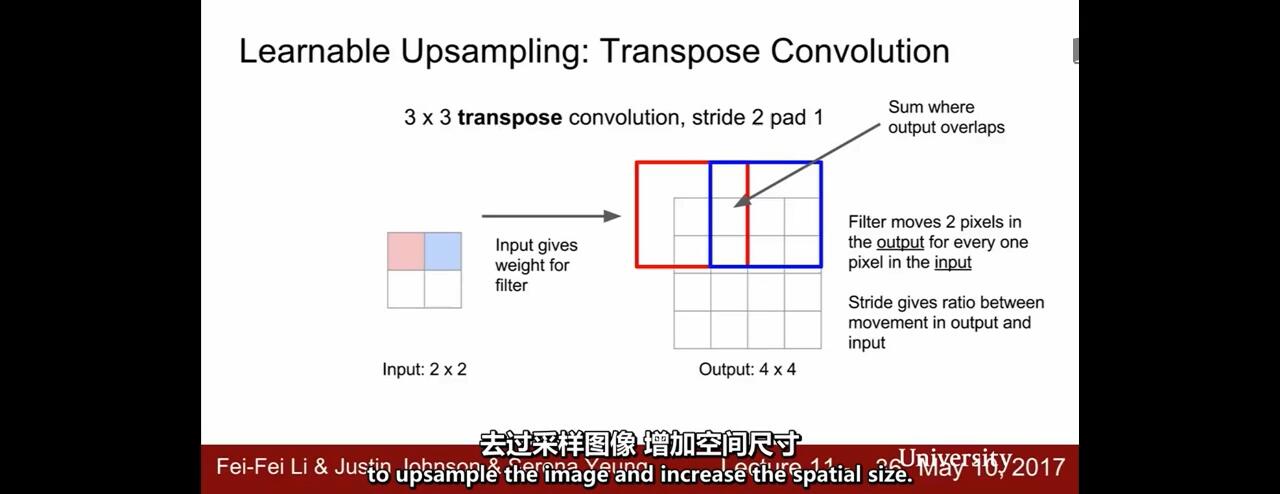 Learnable Upsampling: Transpose Convolution
3 x 3 transpose convolution, stride 2 pad 1
Sum where
output overlaps
Input gives
weight for
filter
Filter moves 2 pixels in
the output for every one
pixel in the input
Stride gives ratio between
movement in output and
input
Input: 2 x 2
Output: 4 x 4
去过采样图像 增加空间尺寸
to upsample the image and increase the spatial size.
Fei-Fei Li & Justin Johnson & Serena Yeung
Lecture 11 -
May 10, 2017
University